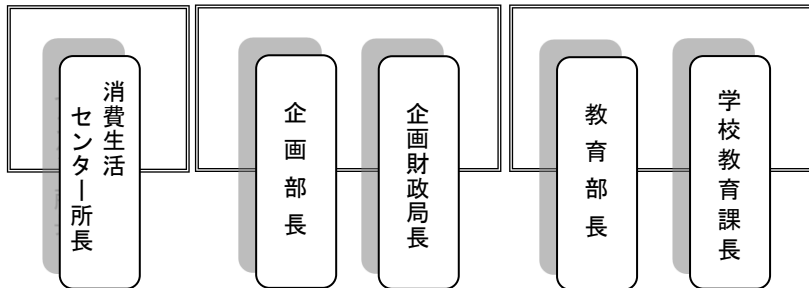 消費生活
センター所長
企画部長
企画財政局長
教育部長
学校教育課長